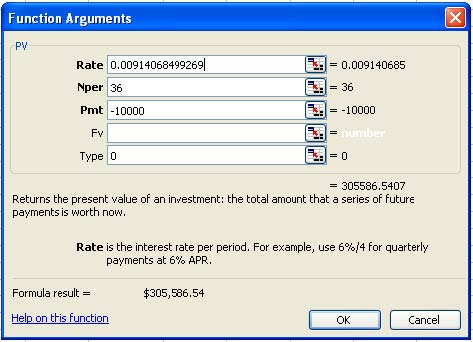 Function Arguments
PV
Rate 0.00914068499269 = 0.009140685
Nper 36 = 36
Pmt -10000 = -10000
Fv = number
Type 0 = 0
= 305586.5407
Returns the present value of an investment: the total amount that a series of future
payments is worth now.
Rate is the interest rate per period. For example, use 6%/4 for quarterly
payments at 6% APR.
Formula result = $305,586.54
Help on this function OK Cancel